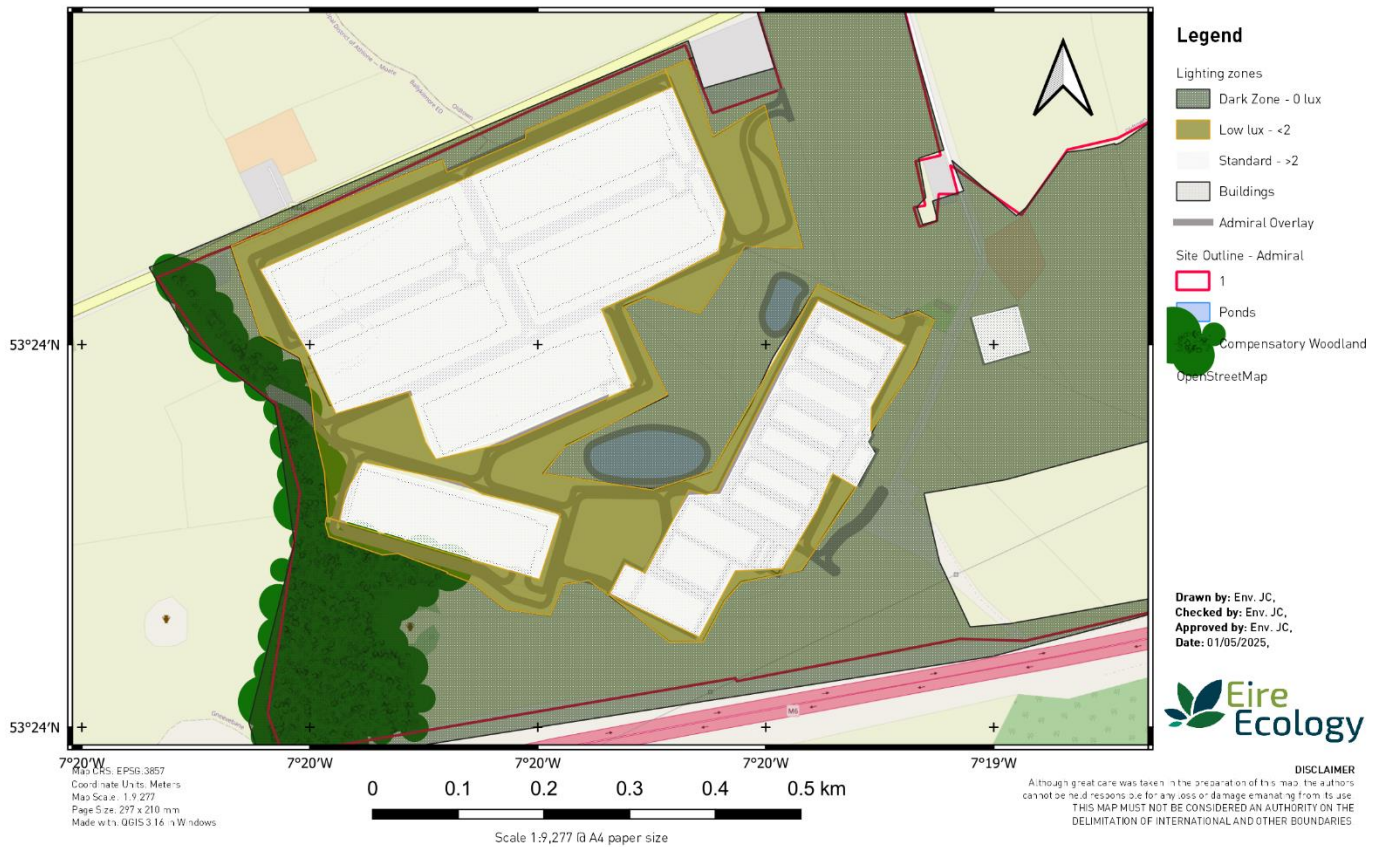 Legend
Lighting zones
Dark Zone - 0 lux
Low lux - <2
Standard - >2
Buildings
Admiral Overlay
Site Outline - Admiral
1
Ponds
Compensatory Woodland
OpenStreetMap
53°24'N
53°24'N
7°20'W
7°20'W
7°20'W
7°20'W
7°19'W
M6
Drawn by: Env. JC,
Checked by: Env. JC,
Approved by: Env. JC,
Date: 01/05/2025,
Eire
Ecology
Map CRS: EPSG:3857
Coordinate Units: Meters
Map Scale: 1:9,277
Page Size: 297 x 210 mm
Made with: QGIS 3.16 in Windows
0 0.1 0.2 0.3 0.4 0.5 km
Scale 1:9,277 @ A4 paper size
DISCLAIMER
Although great care was taken in the preparation of this map, the authors
cannot be held responsible for any loss or damage emanating from its use.
THIS MAP MUST NOT BE CONSIDERED AN AUTHORITY ON THE
DELIMITATION OF INTERNATIONAL AND OTHER BOUNDARIES.